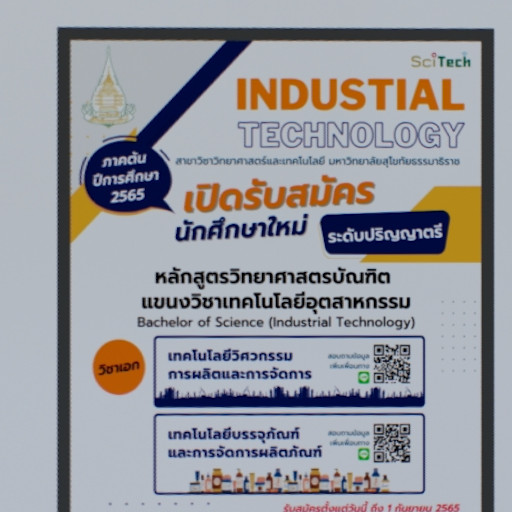 SciTech
INDUSTIAL
TECHNOLOGY
สาขาวิชาวิทยาศาสตร์และเทคโนโลยี มหาวิทยาลัยสุโขทัยธรรมาธิราช
ภาคต้น
ปีการศึกษา
2565
เปิดรับสมัคร
นักศึกษาใหม่
ระดับปริญญาตรี
หลักสูตรวิทยาศาสตรบัณฑิต
แขนงวิชาเทคโนโลยีอุตสาหกรรม
Bachelor of Science (Industrial Technology)
วิชาเอก
เทคโนโลยีวิศวกรรม
การผลิตและการจัดการ
สอบถามข้อมูล
เพิ่มเติมทาง
เทคโนโลยีบรรจุภัณฑ์
และการจัดการผลิตภัณฑ์
สอบถามข้อมูล
เพิ่มเติมทาง
รับสมัครตั้งแต่วันนี้ ถึง 1 กันยายน 2565